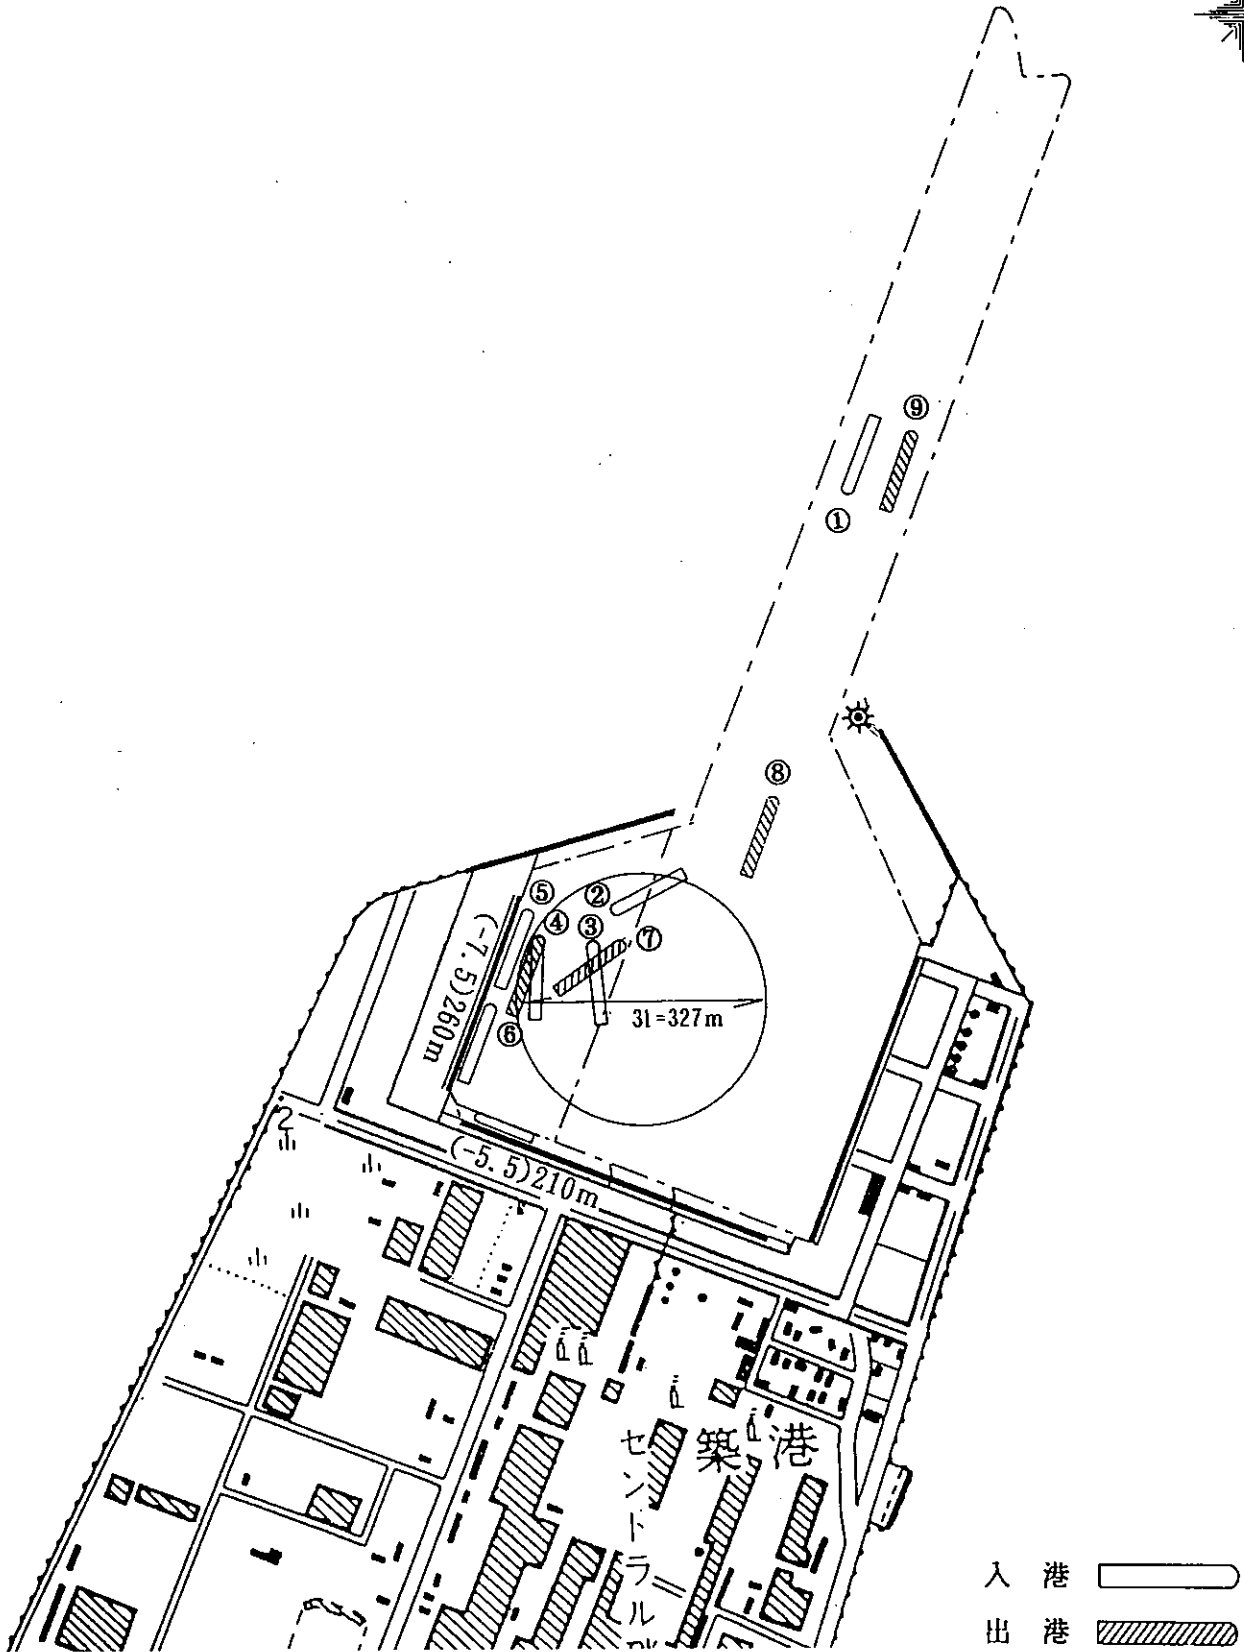 ⑨
①
⑧
⑤
②
④
③
⑦
⑥
(-7.5)260m
3l=327m
2
(-5.5)210m
築港
セントラル
入港
出港